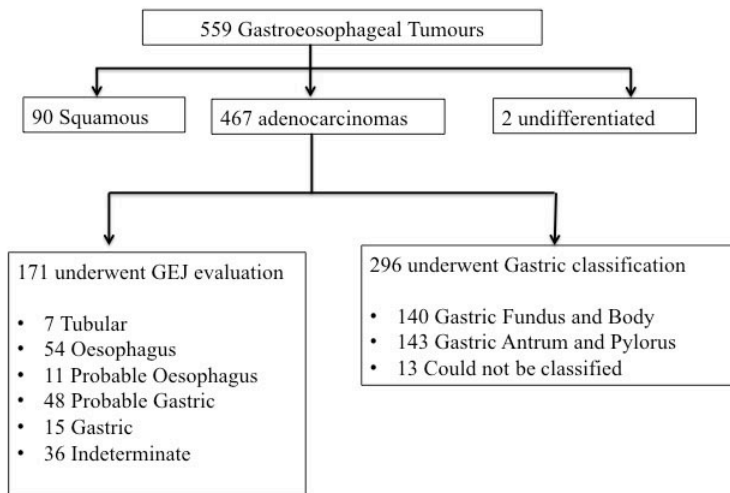 559 Gastroeosophageal Tumours
90 Squamous
467 adenocarcinomas
2 undifferentiated
171 underwent GEJ evaluation
• 7 Tubular
• 54 Oesophagus
• 11 Probable Oesophagus
• 48 Probable Gastric
• 15 Gastric
• 36 Indeterminate
296 underwent Gastric classification
• 140 Gastric Fundus and Body
• 143 Gastric Antrum and Pylorus
• 13 Could not be classified